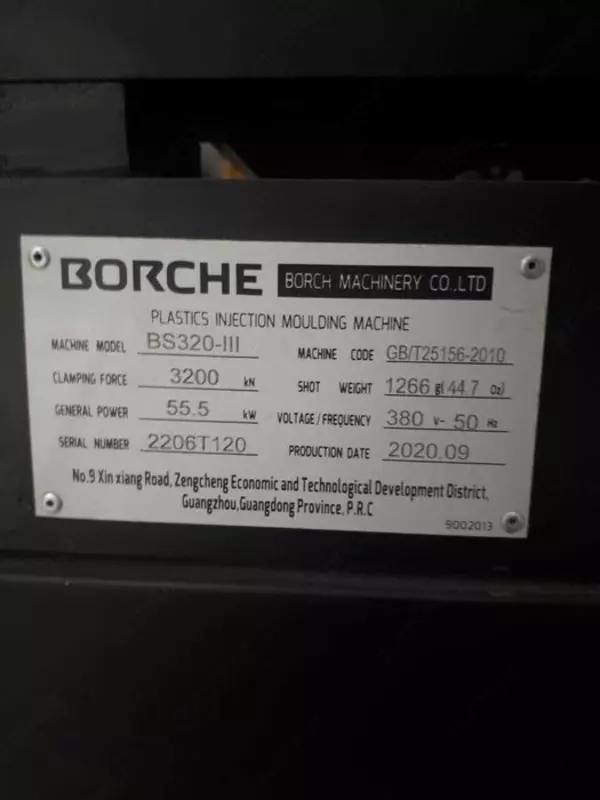 BORCHE BORCH MACHINERY CO.,LTD
PLASTICS INJECTION MOULDING MACHINE
MACHINE MODEL BS320-III MACHINE CODE GB/T25156-2010
CLAMPING FORCE 3200 kN SHOT WEIGHT 1266 g( 44.7 Oz)
GENERAL POWER 55.5 kW VOLTAGE/FREQUENCY 380 V~ 50 Hz
SERIAL NUMBER 2206T120 PRODUCTION DATE 2020.09
No.9 Xin xiang Road, Zengcheng Economic and Technological Development District,
Guangzhou,Guangdong Province, P.R.C
9002013